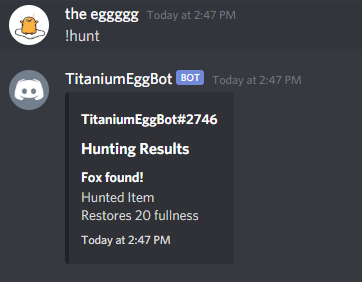 the eggggg Today at 2:47 PM
!hunt
TitaniumEggBot BOT Today at 2:47 PM
TitaniumEggBot#2746
Hunting Results
Fox found!
Hunted Item
Restores 20 fullness
Today at 2:47 PM